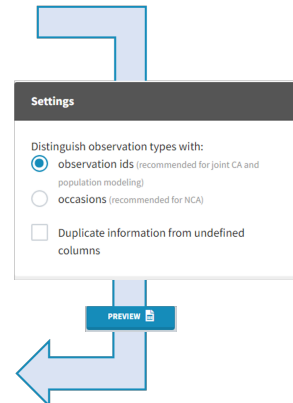 Settings
Distinguish observation types with:
observation ids (recommended for joint CA and
population modeling)
occasions (recommended for NCA)
Duplicate information from undefined
columns
PREVIEW